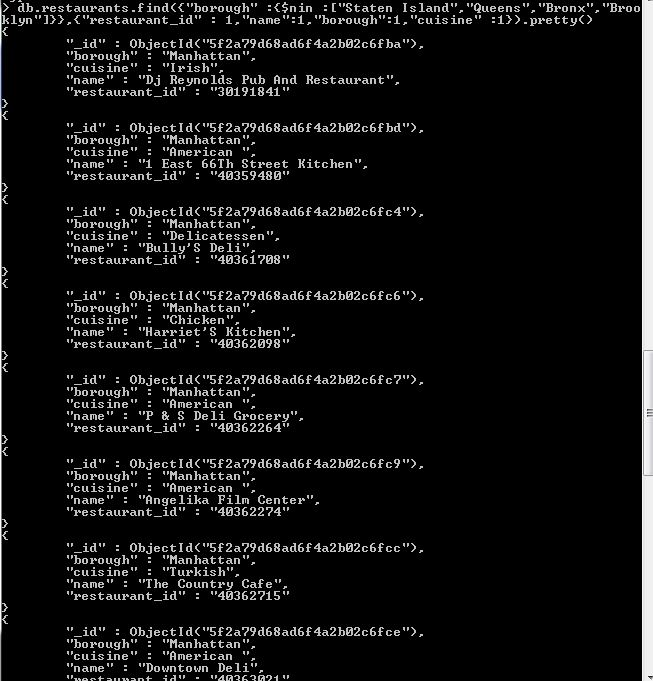 > db.restaurants.find({"borough" :{$nin :["Staten Island","Queens","Bronx","Broo
klyn"]}},{"restaurant_id" : 1,"name":1,"borough":1,"cuisine" :1}).pretty()
{
"_id" : ObjectId("5f2a79d68ad6f4a2b02c6fba"),
"borough" : "Manhattan",
"cuisine" : "Irish",
"name" : "Dj Reynolds Pub And Restaurant",
"restaurant_id" : "30191841"
}
{
"_id" : ObjectId("5f2a79d68ad6f4a2b02c6fbd"),
"borough" : "Manhattan",
"cuisine" : "American ",
"name" : "1 East 66Th Street Kitchen",
"restaurant_id" : "40359480"
}
{
"_id" : ObjectId("5f2a79d68ad6f4a2b02c6fc4"),
"borough" : "Manhattan",
"cuisine" : "Delicatessen",
"name" : "Bully'S Deli",
"restaurant_id" : "40361708"
}
{
"_id" : ObjectId("5f2a79d68ad6f4a2b02c6fc6"),
"borough" : "Manhattan",
"cuisine" : "Chicken",
"name" : "Harriet'S Kitchen",
"restaurant_id" : "40362098"
}
{
"_id" : ObjectId("5f2a79d68ad6f4a2b02c6fc7"),
"borough" : "Manhattan",
"cuisine" : "American ",
"name" : "P & S Deli Grocery",
"restaurant_id" : "40362264"
}
{
"_id" : ObjectId("5f2a79d68ad6f4a2b02c6fc9"),
"borough" : "Manhattan",
"cuisine" : "American ",
"name" : "Angelika Film Center",
"restaurant_id" : "40362274"
}
{
"_id" : ObjectId("5f2a79d68ad6f4a2b02c6fcc"),
"borough" : "Manhattan",
"cuisine" : "Turkish",
"name" : "The Country Cafe",
"restaurant_id" : "40362715"
}
{
"_id" : ObjectId("5f2a79d68ad6f4a2b02c6fce"),
"borough" : "Manhattan",
"cuisine" : "American ",
"name" : "Downtown Deli",
"restaurant_id" : "40363021"